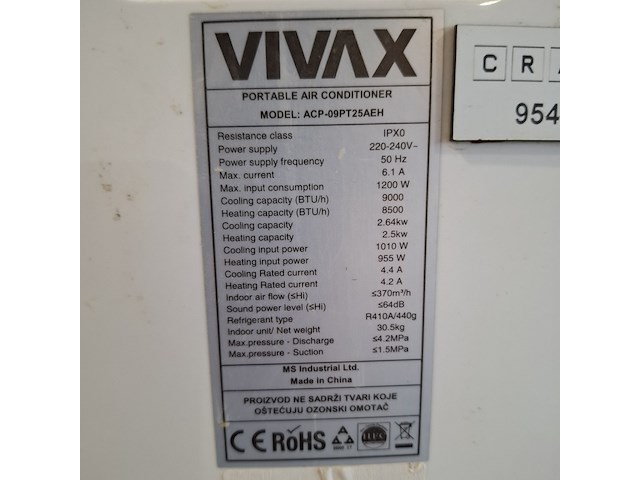 VIVAX
PORTABLE AIR CONDITIONER
MODEL: ACP-09PT25AEH
Resistance class IPX0
Power supply 220-240V~
Power supply frequency 50 Hz
Max. current 6.1 A
Max. input consumption 1200 W
Cooling capacity (BTU/h) 9000
Heating capacity (BTU/h) 8500
Cooling capacity 2.64kw
Heating capacity 2.5kw
Cooling input power 1010 W
Heating input power 955 W
Cooling Rated current 4.4 A
Heating Rated current 4.2 A
Indoor air flow (≤Hi) ≤370m³/h
Sound power level (≤Hi) ≤64dB
Refrigerant type R410A/440g
Indoor unit/ Net weight 30.5kg
Max.pressure - Discharge ≤4.2MPa
Max.pressure - Suction ≤1.5MPa
MS Industrial Ltd.
Made in China
PROIZVOD NE SADRŽI TVARI KOJE
OŠTEĆUJU OZONSKI OMOTAČ
CE RoHS
C R
954